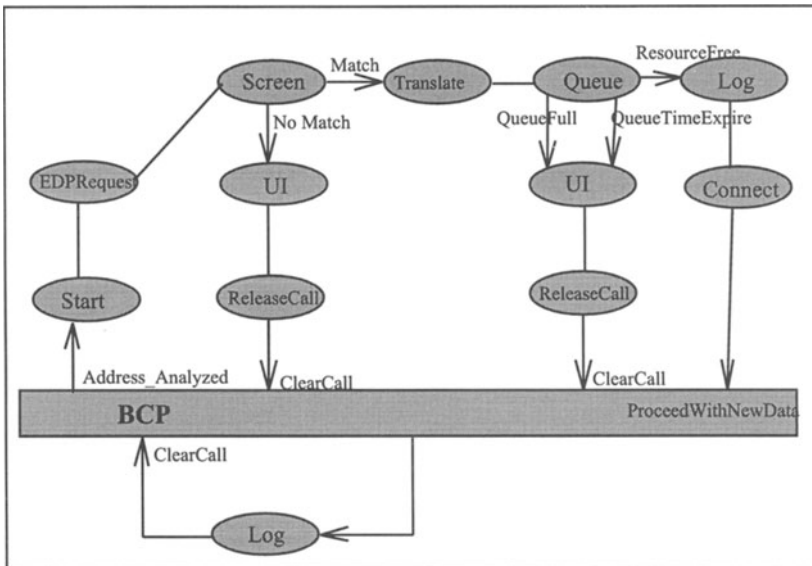 ResourceFree
Match
Screen
Translate
Queue
Log
No Match
QueueFull
QueueTimeExpire
EDPRequest
UI
UI
Connect
Start
ReleaseCall
ReleaseCall
Address_Analyzed
ClearCall
ClearCall
BCP
ProceedWithNewData
ClearCall
Log